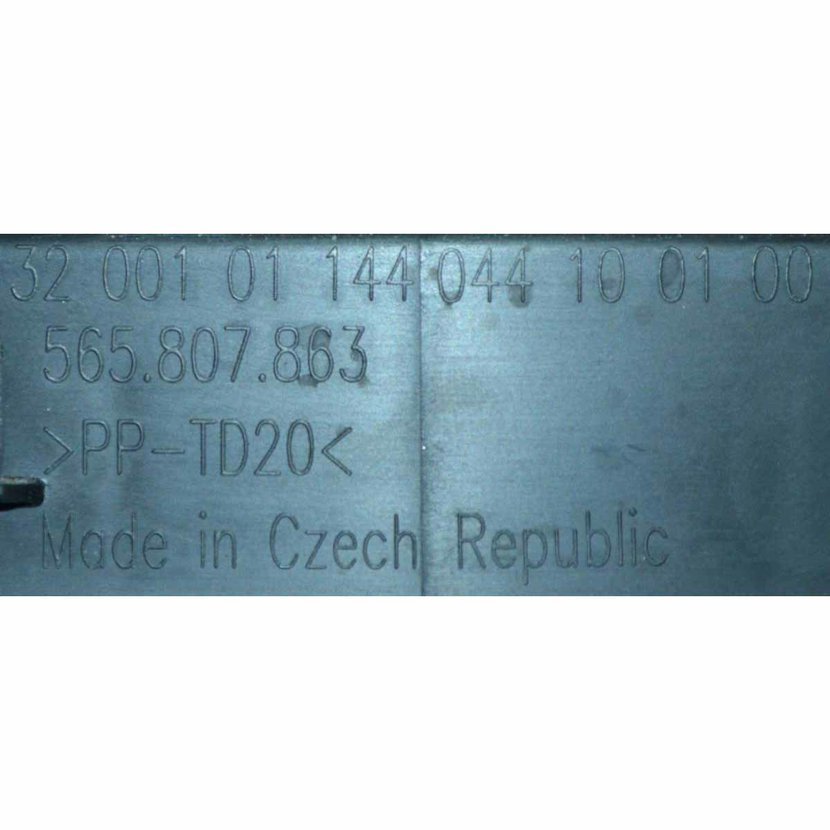 32 001 01 144 044 10 01 00
565.807.863
>PP-TD20<
Made in Czech Republic